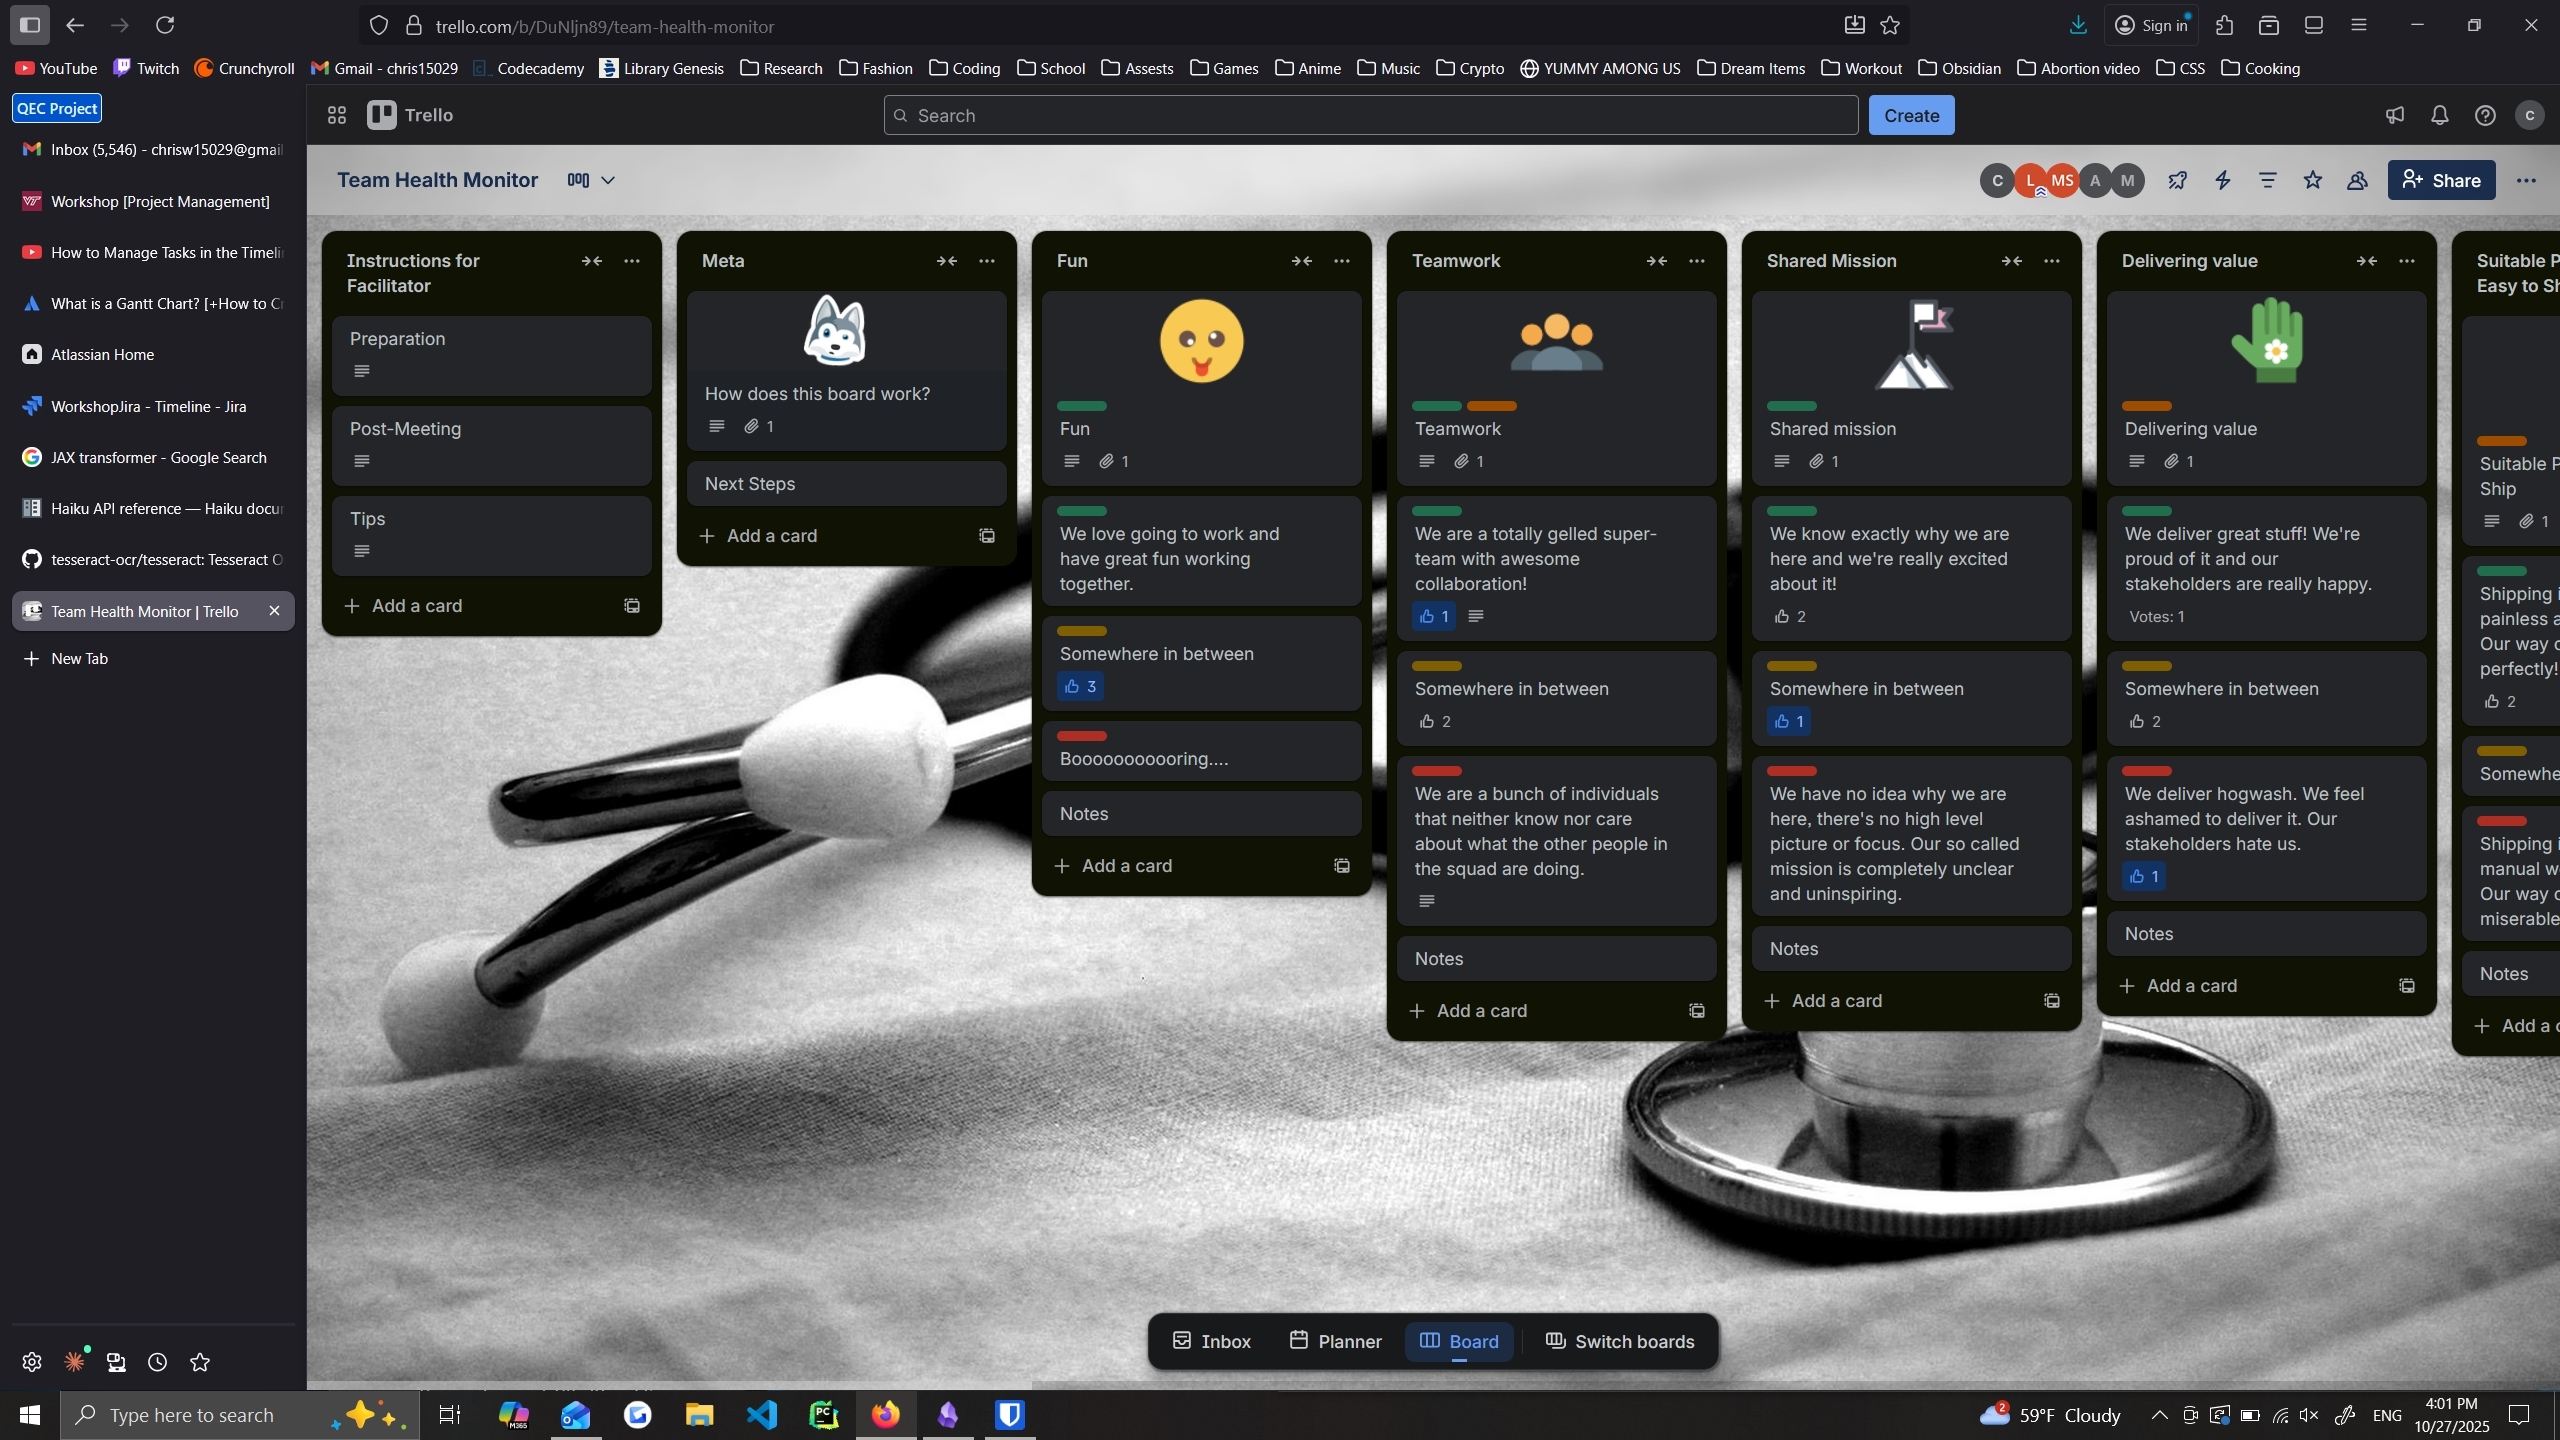 trello.com/b/DuNljn89/team-health-monitor
Sign in
YouTube
Twitch
Crunchyroll
Gmail - chris15029
Codecademy
Library Genesis
Research
Fashion
Coding
School
Assests
Games
Anime
Music
Crypto
YUMMY AMONG US
Dream Items
Workout
Obsidian
Abortion video
CSS
Cooking
QEC Project
Inbox (5,546) - chrisw15029@gmail
Workshop [Project Management]
How to Manage Tasks in the Timeli
What is a Gantt Chart? [+How to Cr
Atlassian Home
WorkshopJira - Timeline - Jira
JAX transformer - Google Search
Haiku API reference — Haiku docu
tesseract-ocr/tesseract: Tesseract O
Team Health Monitor | Trello
New Tab
Trello
Search
Create
C
Team Health Monitor
C
L
MS
A
M
Share
Instructions for
Facilitator
Preparation
Post-Meeting
Tips
Add a card
Meta
How does this board work?
1
Next Steps
Add a card
Fun
Fun
1
We love going to work and
have great fun working
together.
Somewhere in between
3
Booooooooooring....
Notes
Add a card
Teamwork
Teamwork
1
We are a totally gelled super-
team with awesome
collaboration!
1
Somewhere in between
2
We are a bunch of individuals
that neither know nor care
about what the other people in
the squad are doing.
Notes
Add a card
Shared Mission
Shared mission
1
We know exactly why we are
here and we're really excited
about it!
2
Somewhere in between
1
We have no idea why we are
here, there's no high level
picture or focus. Our so called
mission is completely unclear
and uninspiring.
Notes
Add a card
Delivering value
Delivering value
1
We deliver great stuff! We're
proud of it and our
stakeholders are really happy.
Votes: 1
Somewhere in between
2
We deliver hogwash. We feel
ashamed to deliver it. Our
stakeholders hate us.
1
Notes
Add a card
Suitable P
Easy to Sh
Suitable P
Ship
1
Shipping i
painless a
Our way o
perfectly!
2
Somewhe
Shipping i
manual w
Our way o
miserable
Notes
Add a c
Inbox
Planner
Board
Switch boards
Type here to search
M365
PC
2
59°F Cloudy
ENG
4:01 PM
10/27/2025